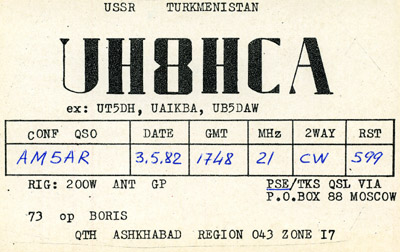 USSR TURKMENISTAN
UH8HCA
ex: UT5DH, UAIKBA, UB5DAW
CONF QSO DATE GMT MHz 2WAY RST
AM5AR 3.5.82 1748 21 CW 599
RIG: 200W ANT GP PSE/TKS QSL VIA
P.O.BOX 88 MOSCOW
73 op BORIS
QTH ASHKHABAD REGION 043 ZONE I7